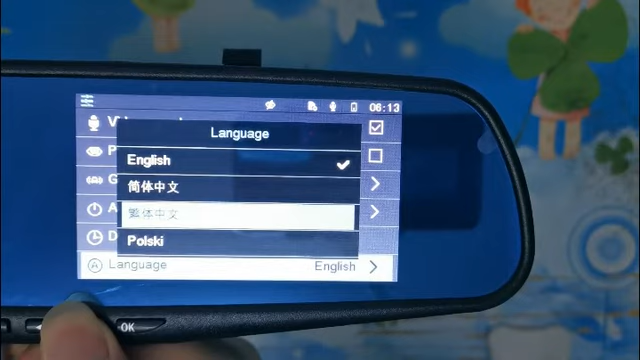 06:13
Language
English
简体中文
繁体中文
Polski
Language English
OK